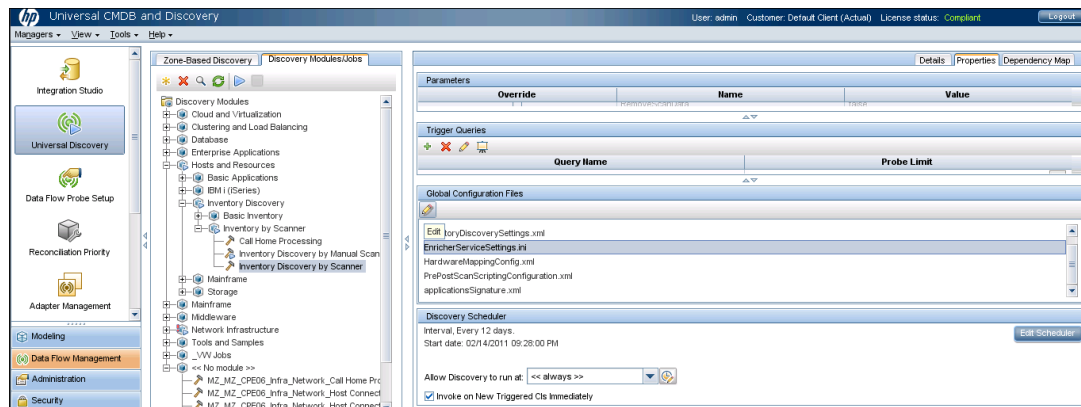 hp Universal CMDB and Discovery
User: admin Customer: Default Client (Actual) License status: Compliant Logout
Managers View Tools Help
Integration Studio
Universal Discovery
Data Flow Probe Setup
Reconciliation Priority
Adapter Management
Modeling
Data Flow Management
Administration
Security
Zone-Based Discovery Discovery Modules/Jobs
Discovery Modules
Cloud and Virtualization
Clustering and Load Balancing
Database
Enterprise Applications
Hosts and Resources
Basic Applications
IBM i (iSeries)
Inventory Discovery
Basic Inventory
Inventory by Scanner
Call Home Processing
Inventory Discovery by Manual Scan
Inventory Discovery by Scanner
Mainframe
Storage
Mainframe
Middleware
Network Infrastructure
Tools and Samples
_VW Jobs
<< No module >>
MZ_MZ_CPE06_Infra_Network_Call Home Prc
MZ_MZ_CPE06_Infra_Network_Host Connect
MZ_MZ_CPE06_Infra_Network_Host Connect
Details Properties Dependency Map
Parameters
Override Name Value
RemoveScanData false
Trigger Queries
Query Name Probe Limit
Global Configuration Files
Edit
toryDiscoverySettings.xml
EnricherServiceSettings.ini
HardwareMappingConfig.xml
PrePostScanScriptingConfiguration.xml
applicationsSignature.xml
Discovery Scheduler
Interval, Every 12 days.
Edit Scheduler
Start date: 02/14/2011 09:28:00 PM
Allow Discovery to run at: << always >>
Invoke on New Triggered CIs Immediately